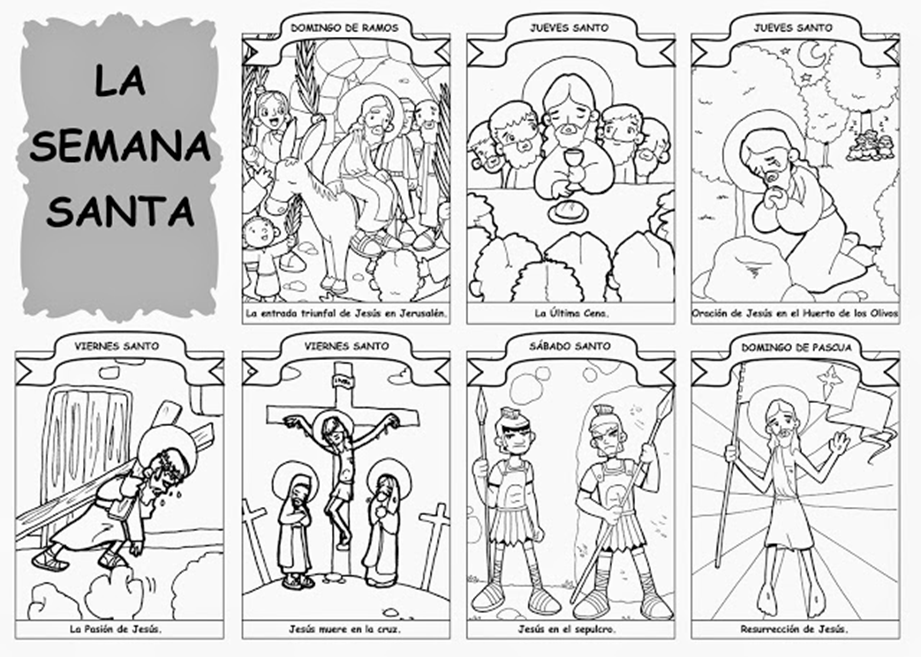 LA
SEMANA
SANTA
DOMINGO DE RAMOS
La entrada triunfal de Jesús en Jerusalén.
JUEVES SANTO
La Última Cena.
JUEVES SANTO
Oración de Jesús en el Huerto de los Olivos
VIERNES SANTO
La Pasión de Jesús.
VIERNES SANTO
Jesús muere en la cruz.
SÁBADO SANTO
Jesús en el sepulcro.
DOMINGO DE PASCUA
Resurrección de Jesús.